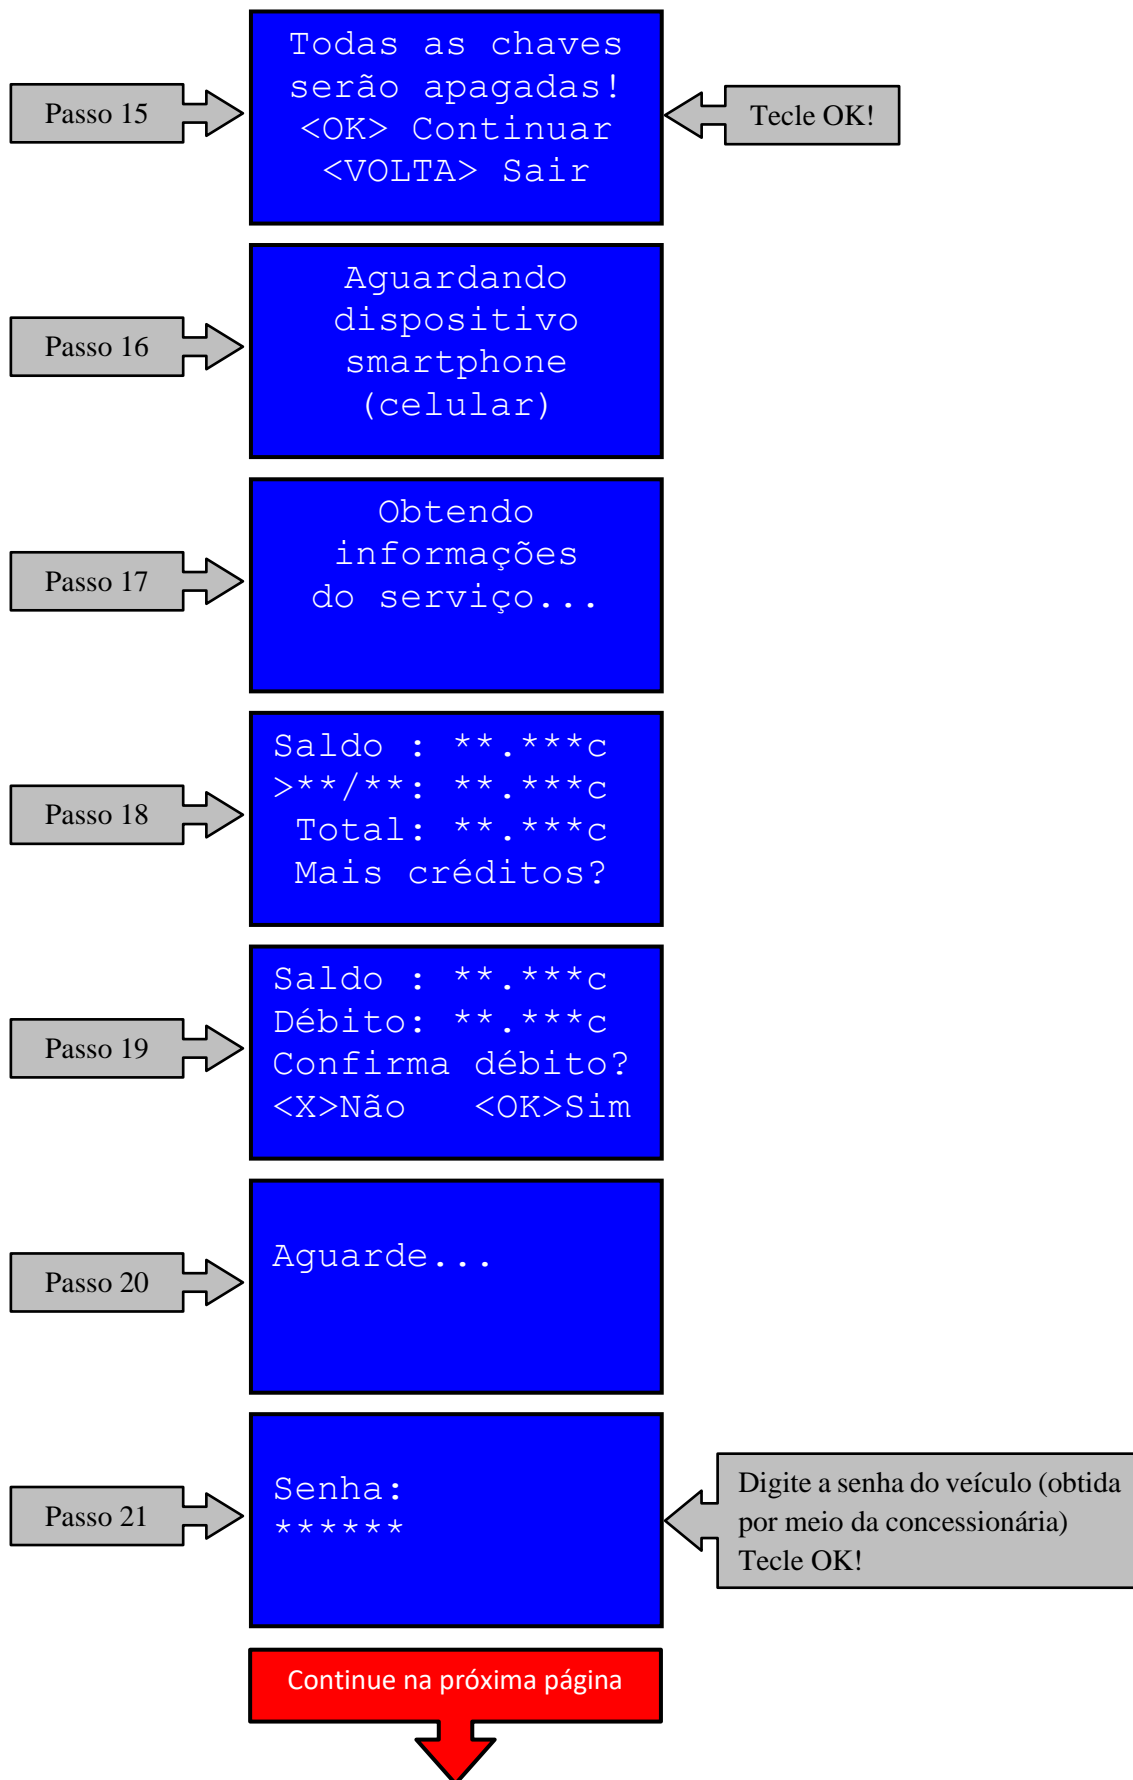 Passo 15
Todas as chaves
serão apagadas!
<OK> Continuar
<VOLTA> Sair
Tecle OK!
Passo 16
Aguardando
dispositivo
smartphone
(celular)
Passo 17
Obtendo
informações
do serviço...
Passo 18
Saldo : **.***c
>**/**: **.***c
Total: **.***c
Mais créditos?
Passo 19
Saldo : **.***c
Débito: **.***c
Confirma débito?
<X>Não   <OK>Sim
Passo 20
Aguarde...
Passo 21
Senha:
******
Digite a senha do veículo (obtida
por meio da concessionária)
Tecle OK!
Continue na próxima página